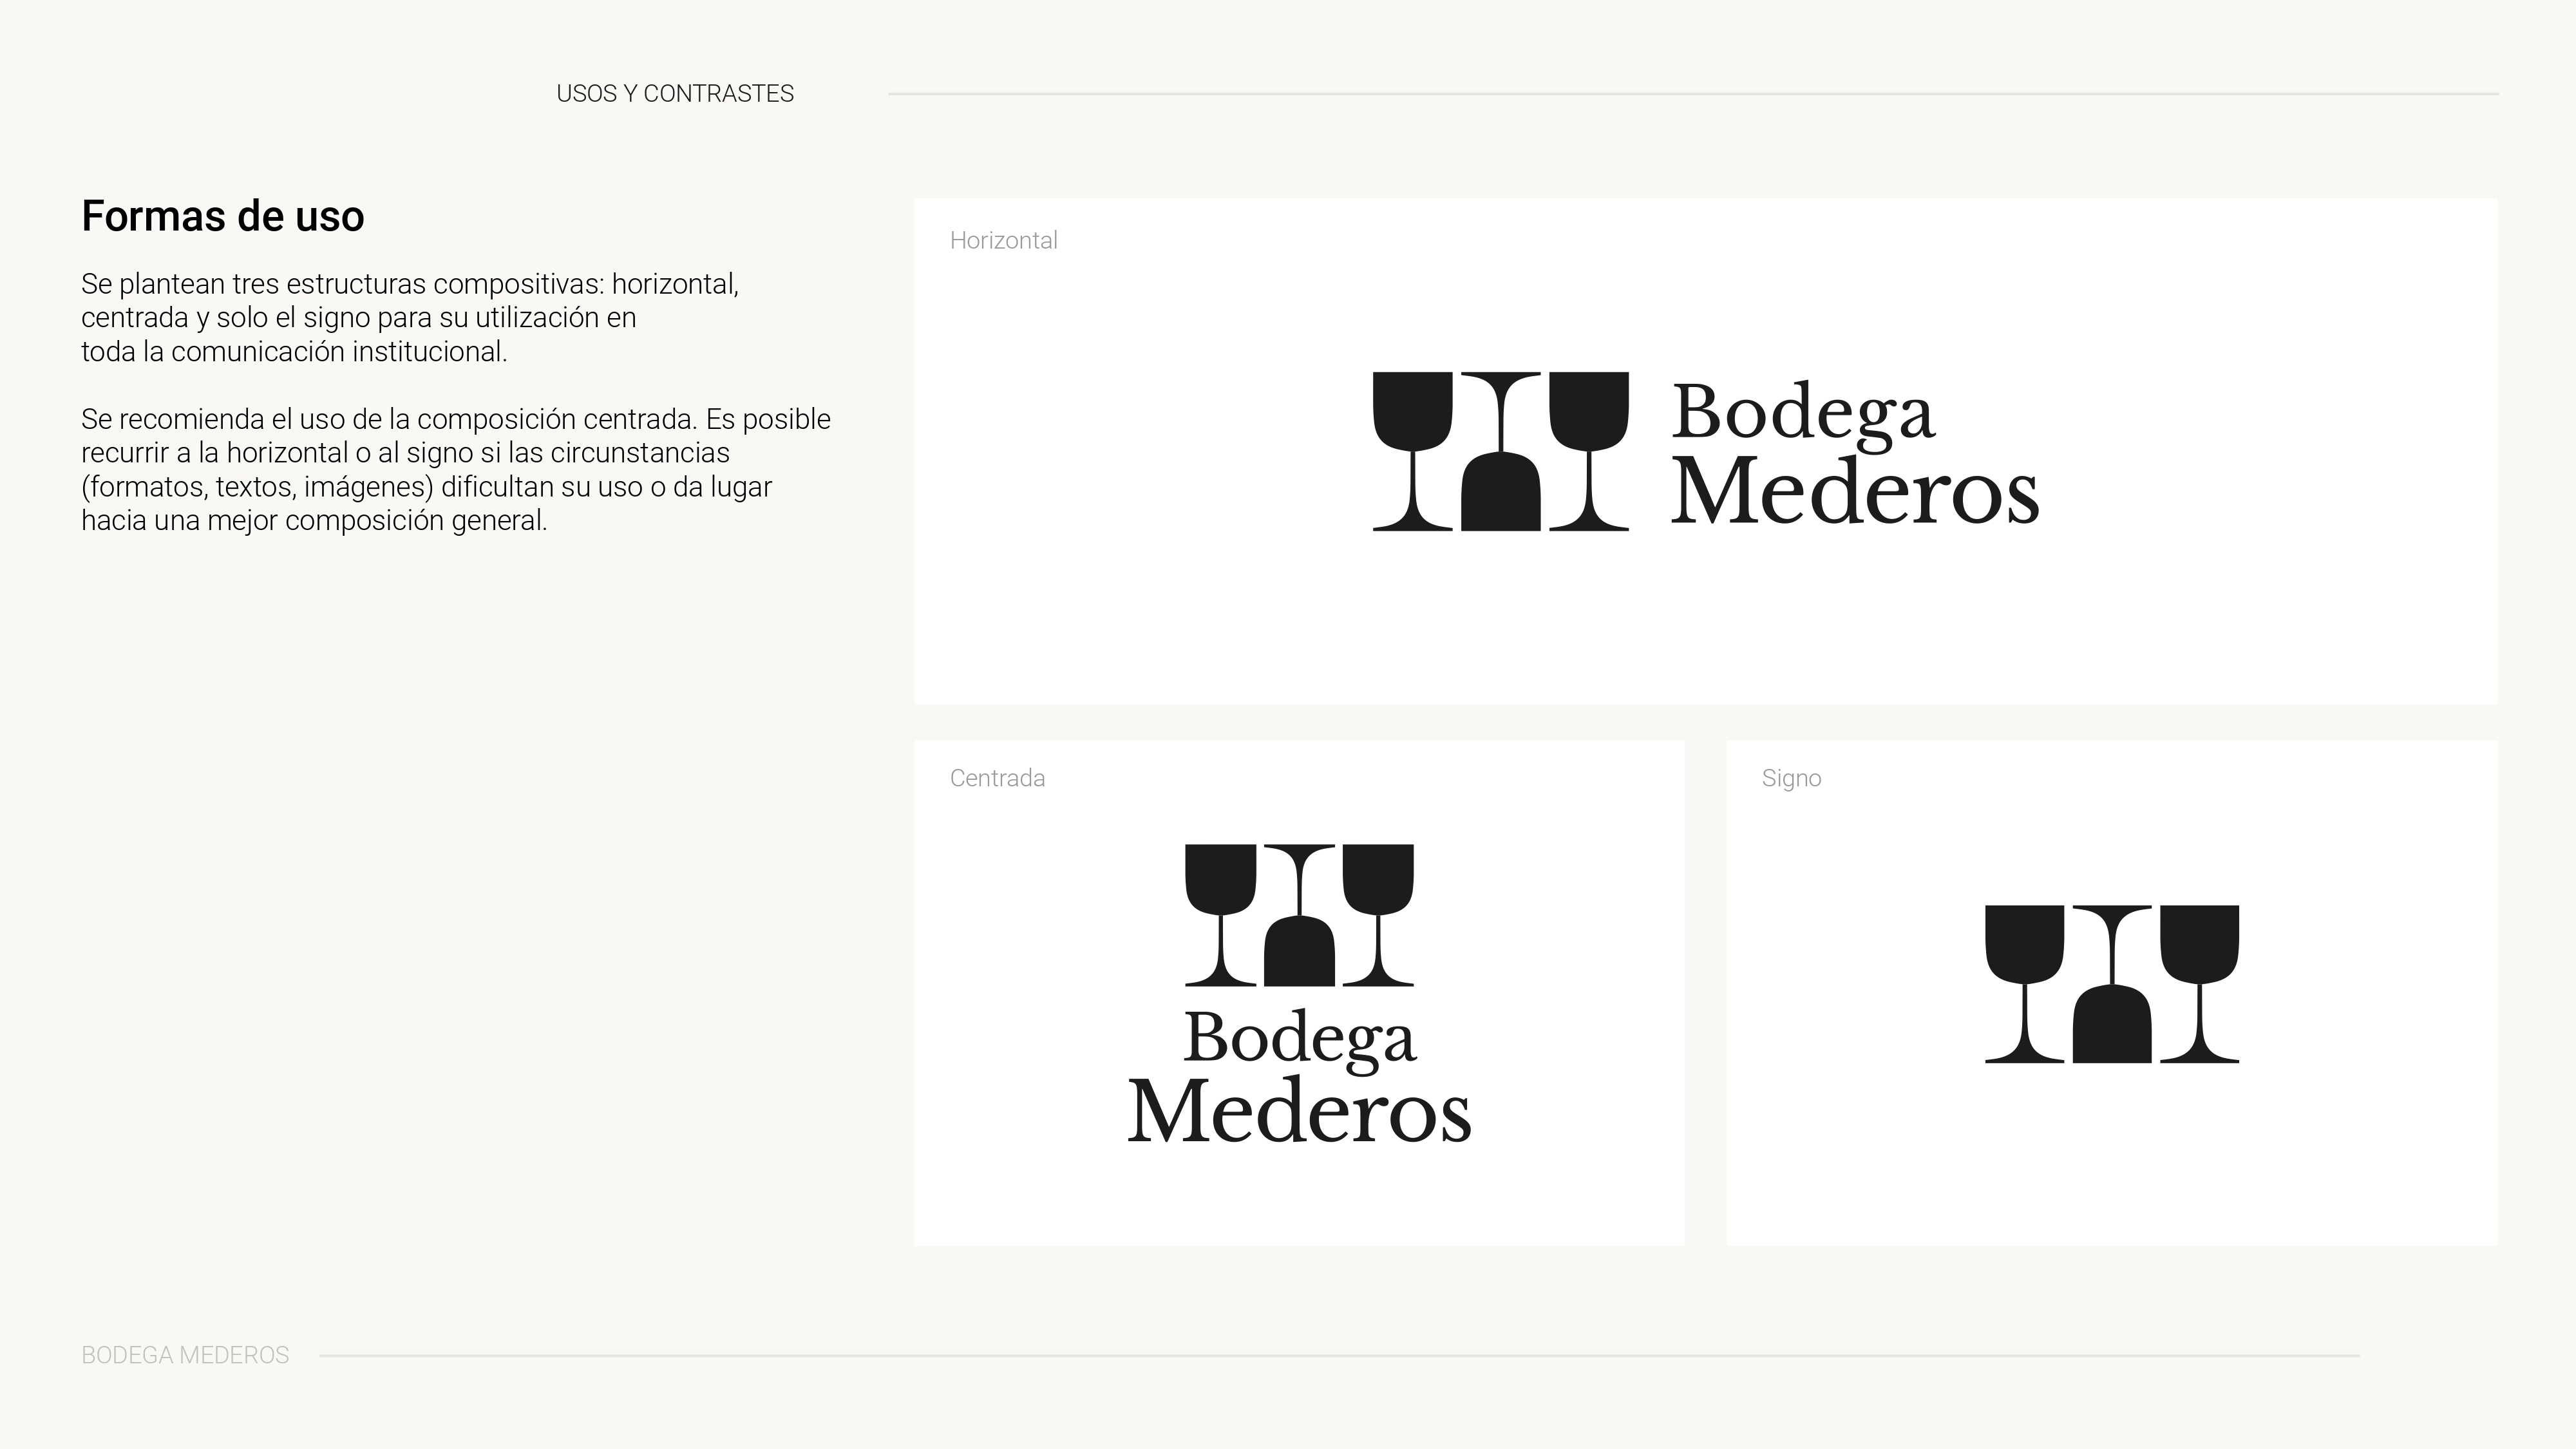 USOS Y CONTRASTES
Formas de uso
Se plantean tres estructuras compositivas: horizontal,
centrada y solo el signo para su utilización en
toda la comunicación institucional.
Se recomienda el uso de la composición centrada. Es posible
recurrir a la horizontal o al signo si las circunstancias
(formatos, textos, imágenes) dificultan su uso o da lugar
hacia una mejor composición general.
Horizontal
Bodega
Mederos
Centrada
Bodega
Mederos
Signo
BODEGA MEDEROS